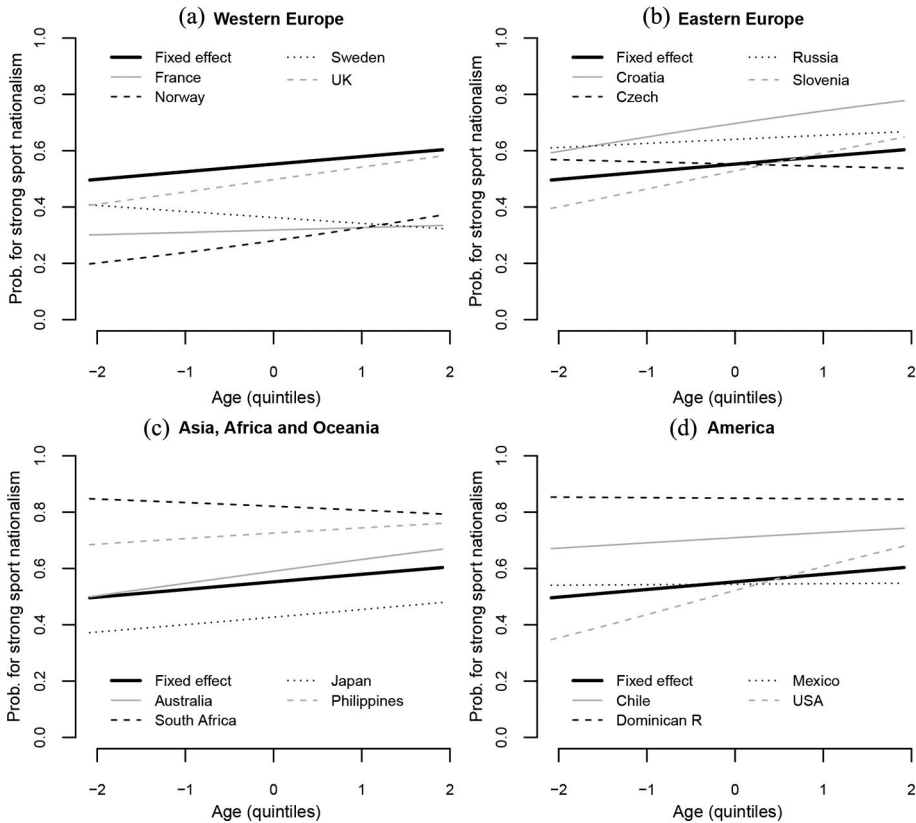 (a) Western Europe
Prob. for strong sport nationalism
0.0 0.2 0.4 0.6 0.8 1.0
Fixed effect
France
Norway
Sweden
UK
−2 −1 0 1 2
Age (quintiles)
(b) Eastern Europe
Prob. for strong sport nationalism
0.0 0.2 0.4 0.6 0.8 1.0
Fixed effect
Croatia
Czech
Russia
Slovenia
−2 −1 0 1 2
Age (quintiles)
(c) Asia, Africa and Oceania
Prob. for strong sport nationalism
0.0 0.2 0.4 0.6 0.8 1.0
Fixed effect
Australia
South Africa
Japan
Philippines
−2 −1 0 1 2
Age (quintiles)
(d) America
Prob. for strong sport nationalism
0.0 0.2 0.4 0.6 0.8 1.0
Fixed effect
Chile
Dominican R
Mexico
USA
−2 −1 0 1 2
Age (quintiles)